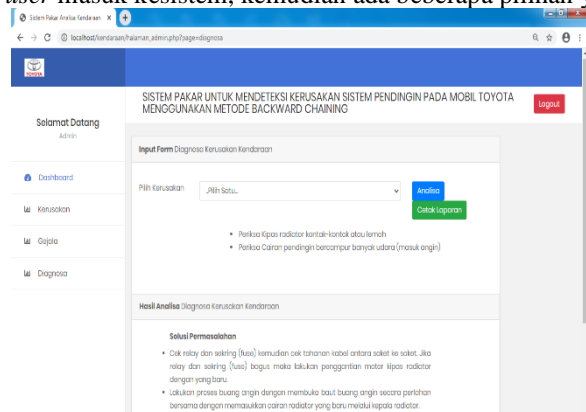 user masuk kesistem, kemudian ada beberapa pilihan
Sistem Pakar Analisa Kendaraan
localhost/kendaraan/halaman_admin.php?page=diagnosa
TOYOTA
SISTEM PAKAR UNTUK MENDETEKSI KERUSAKAN SISTEM PENDINGIN PADA MOBIL TOYOTA
MENGGUNAKAN METODE BACKWARD CHAINING
Logout
Selamat Datang
Admin
Dashboard
Kerusakan
Gejala
Diagnosa
Input Form Diagnosa Kerusakan Kendaraan
Pilih Kerusakan
.Pilih Satu..
Analisa
Cetak Laporan
• Periksa Kipas radiator kontak-kontak atau lemah
• Periksa Cairan pendingin bercampur banyak udara (masuk angin)
Hasil Analisa Diagnosa Kerusakan Kendaraan
Solusi Permasalahan
• Cek relay dan sekring (fuse) kemudian cek tahanan kabel antara soket ke soket. Jika
relay dan sekring (fuse) bagus maka lakukan penggantian motor kipas radiator
dengan yang baru.
• Lakukan proses buang angin dengan membuka baut buang angin secara perlahan
bersama dengan memasukkan cairan radiator yang baru melalui kepala radiator.